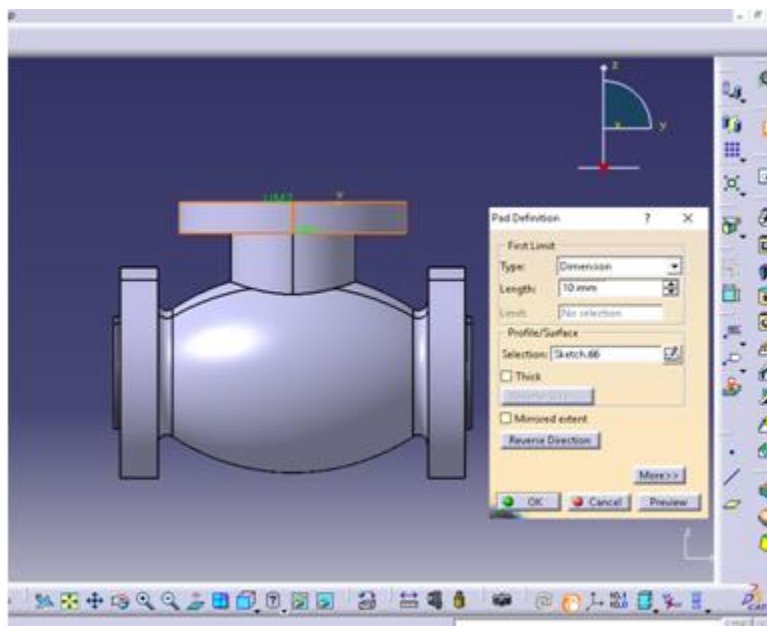 z
x y
Pad Definition ? X
First Limit
Type: Dimension
Length: 10 mm
Limit: No selection
Profile/Surface
Selection: Sketch.66
Thick
Mirrored extent
Reverse Direction
More>>
OK Cancel Preview